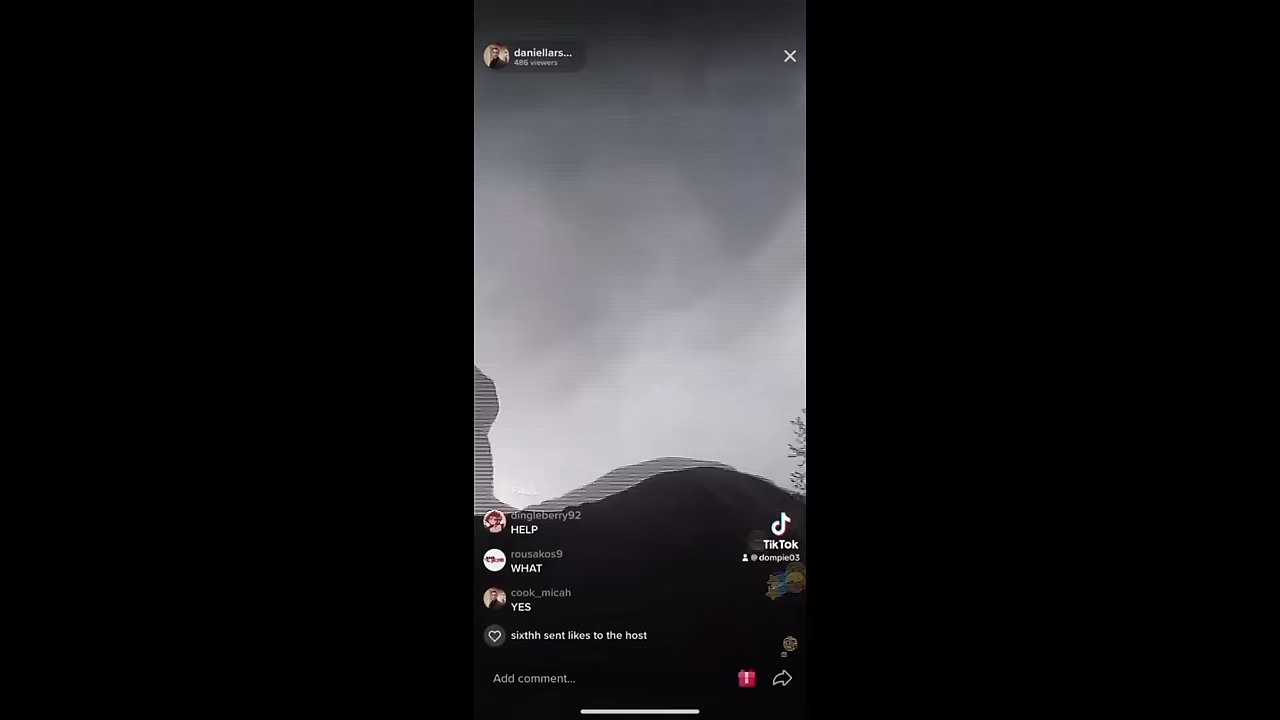 daniellars...
486 viewers
dingleberry92
HELP
rousakos9
WHAT
cook_micah
YES
sixthh sent likes to the host
TikTok
@dompie03
Add comment...